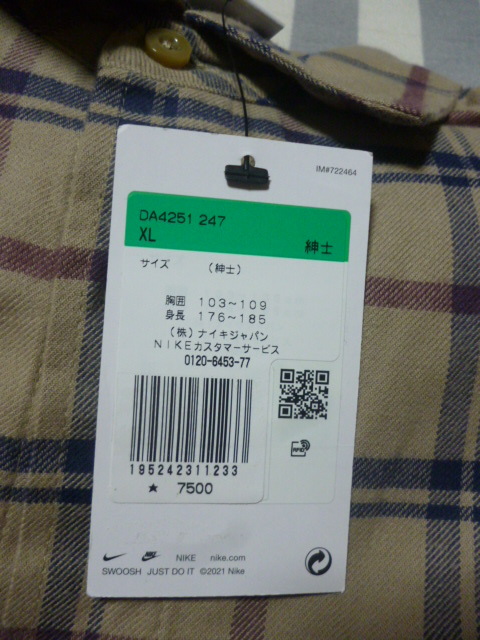 IM#722464
DA4251 247
XL 紳士
サイズ (紳士)
胸囲 103~109
身長 176~185
(株) ナイキジャパン
NIKEカスタマーサービス
0120-6453-77
195242311233
★ 7500
NIKE nike.com
SWOOSH JUST DO IT ©2021 Nike